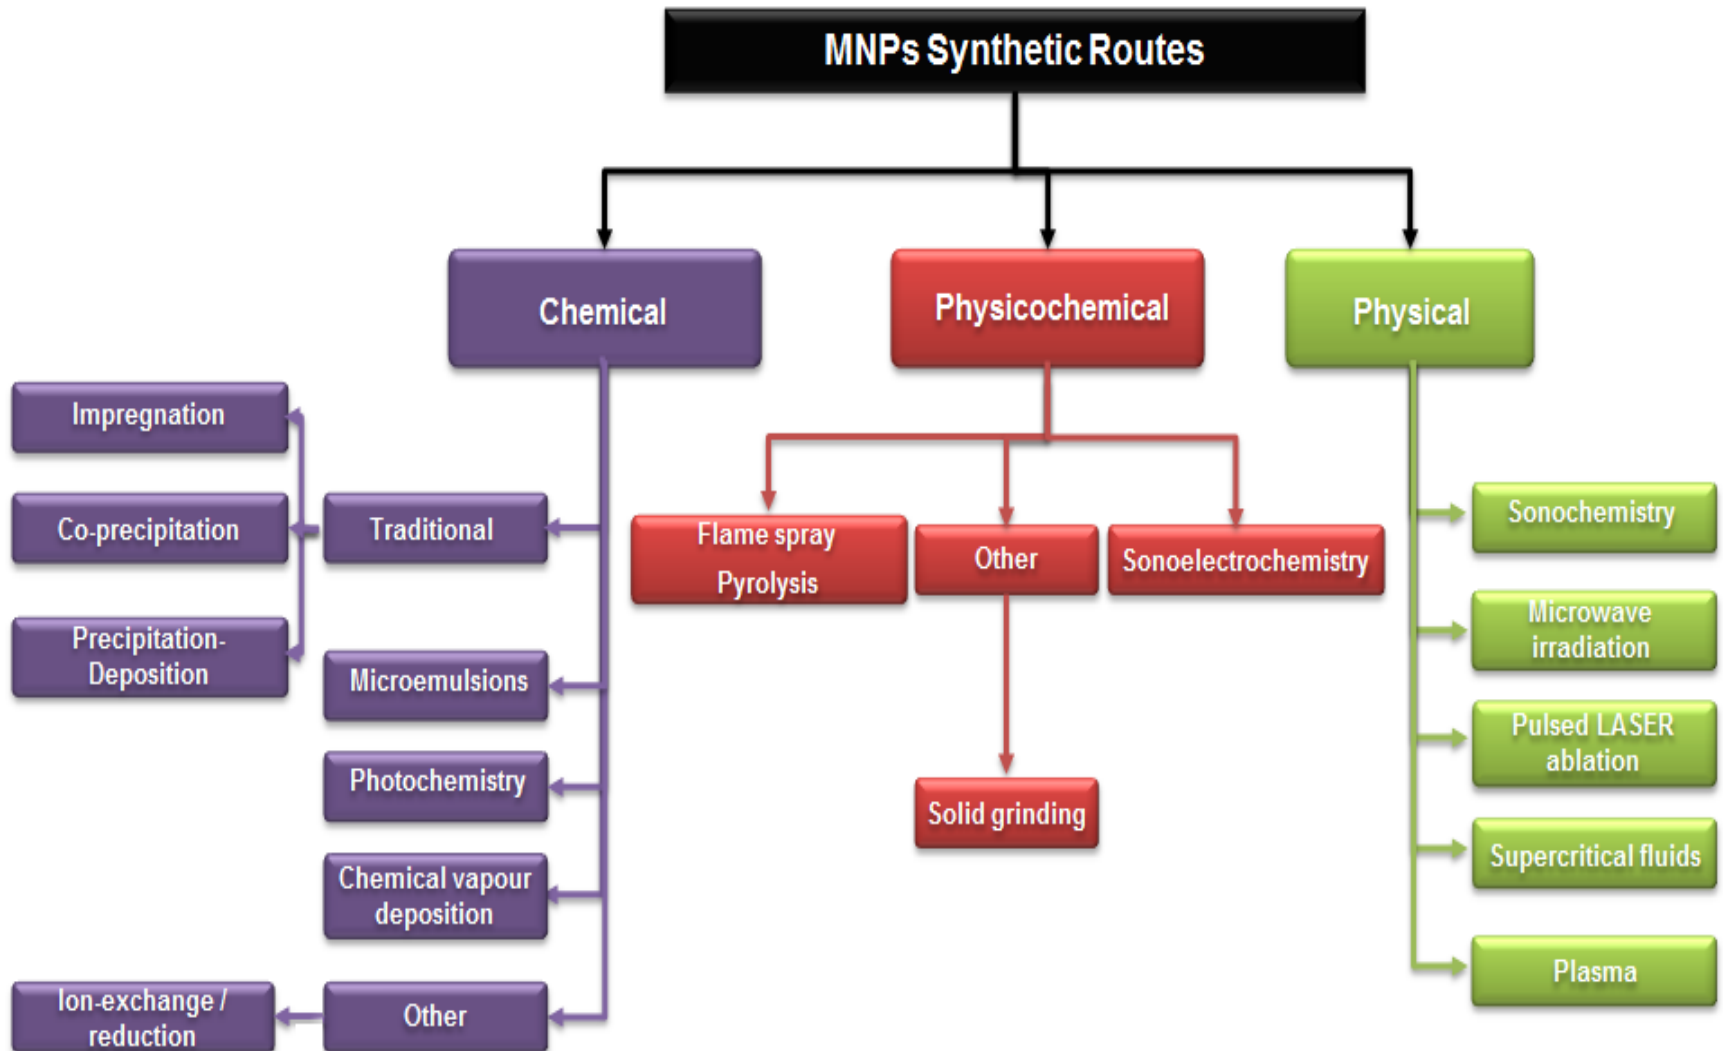 MNPs Synthetic Routes
Chemical
Physicochemical
Physical
Impregnation
Co-precipitation
Precipitation-
Deposition
Traditional
Microemulsions
Photochemistry
Chemical vapour
deposition
Other
Ion-exchange /
reduction
Flame spray
Pyrolysis
Other
Sonoelectrochemistry
Solid grinding
Sonochemistry
Microwave
irradiation
Pulsed LASER
ablation
Supercritical fluids
Plasma